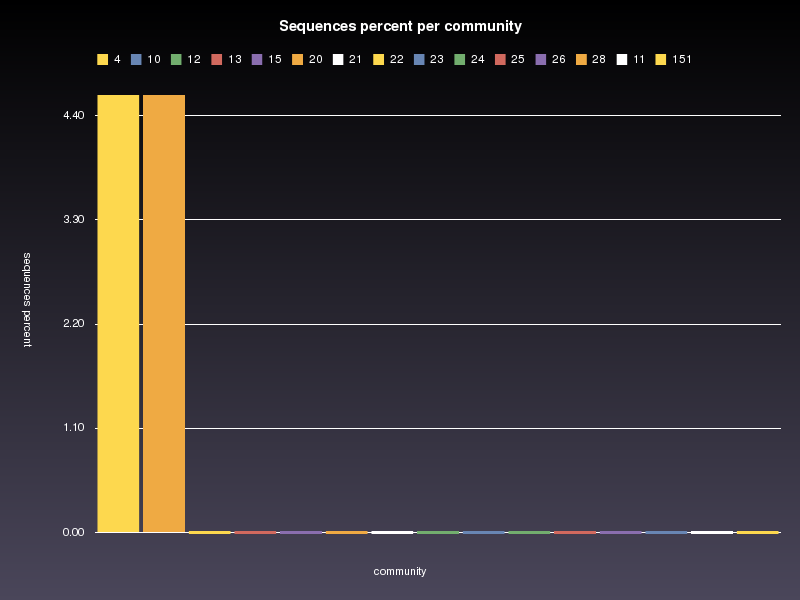 Sequences percent per community
4 10 12 13 15 20 21 22 23 24 25 26 28 11 151
4.40
3.30
2.20
1.10
0.00
sequences percent
community